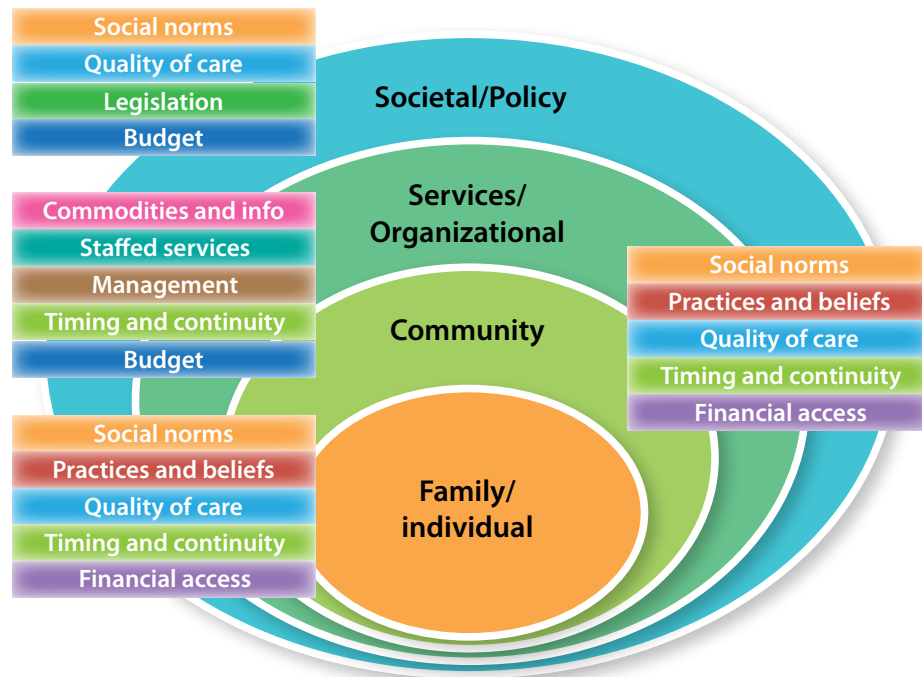 Social norms
Quality of care
Legislation
Budget
Societal/Policy
Commodities and info
Staffed services
Management
Timing and continuity
Budget
Services/
Organizational
Community
Social norms
Practices and beliefs
Quality of care
Timing and continuity
Financial access
Social norms
Practices and beliefs
Quality of care
Timing and continuity
Financial access
Family/
individual